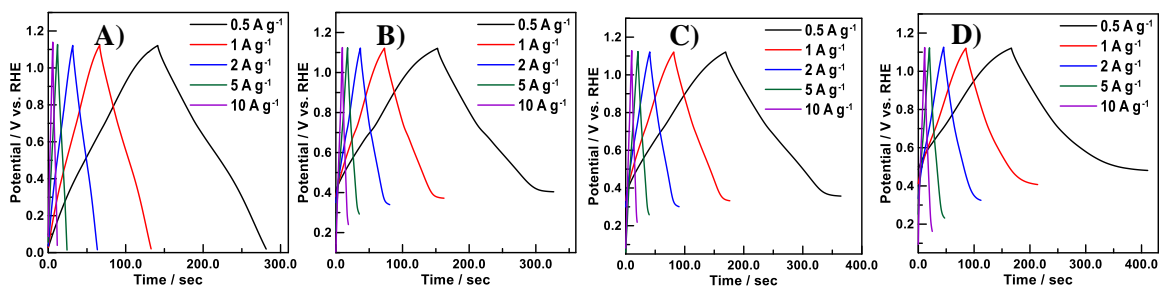 A)
Potential / V vs. RHE
1.2
1.0
0.8
0.6
0.4
0.2
0.0
0.5 A g-1
1 A g-1
2 A g-1
5 A g-1
10 A g-1
0.0 100.0 200.0 300.0
Time / sec
B)
Potential / V vs. RHE
1.2
1.0
0.8
0.6
0.4
0.2
0.5 A g-1
1 A g-1
2 A g-1
5 A g-1
10 A g-1
0.0 100.0 200.0 300.0
Time / sec
C)
Potential / V vs. RHE
1.2
1.0
0.8
0.6
0.4
0.2
0.5 A g-1
1 A g-1
2 A g-1
5 A g-1
10 A g-1
0.0 100.0 200.0 300.0 400.0
Time / sec
D)
Potential / V vs. RHE
1.2
1.0
0.8
0.6
0.4
0.2
0.5 A g-1
1 A g-1
2 A g-1
5 A g-1
10 A g-1
0.0 100.0 200.0 300.0 400.0
Time / sec